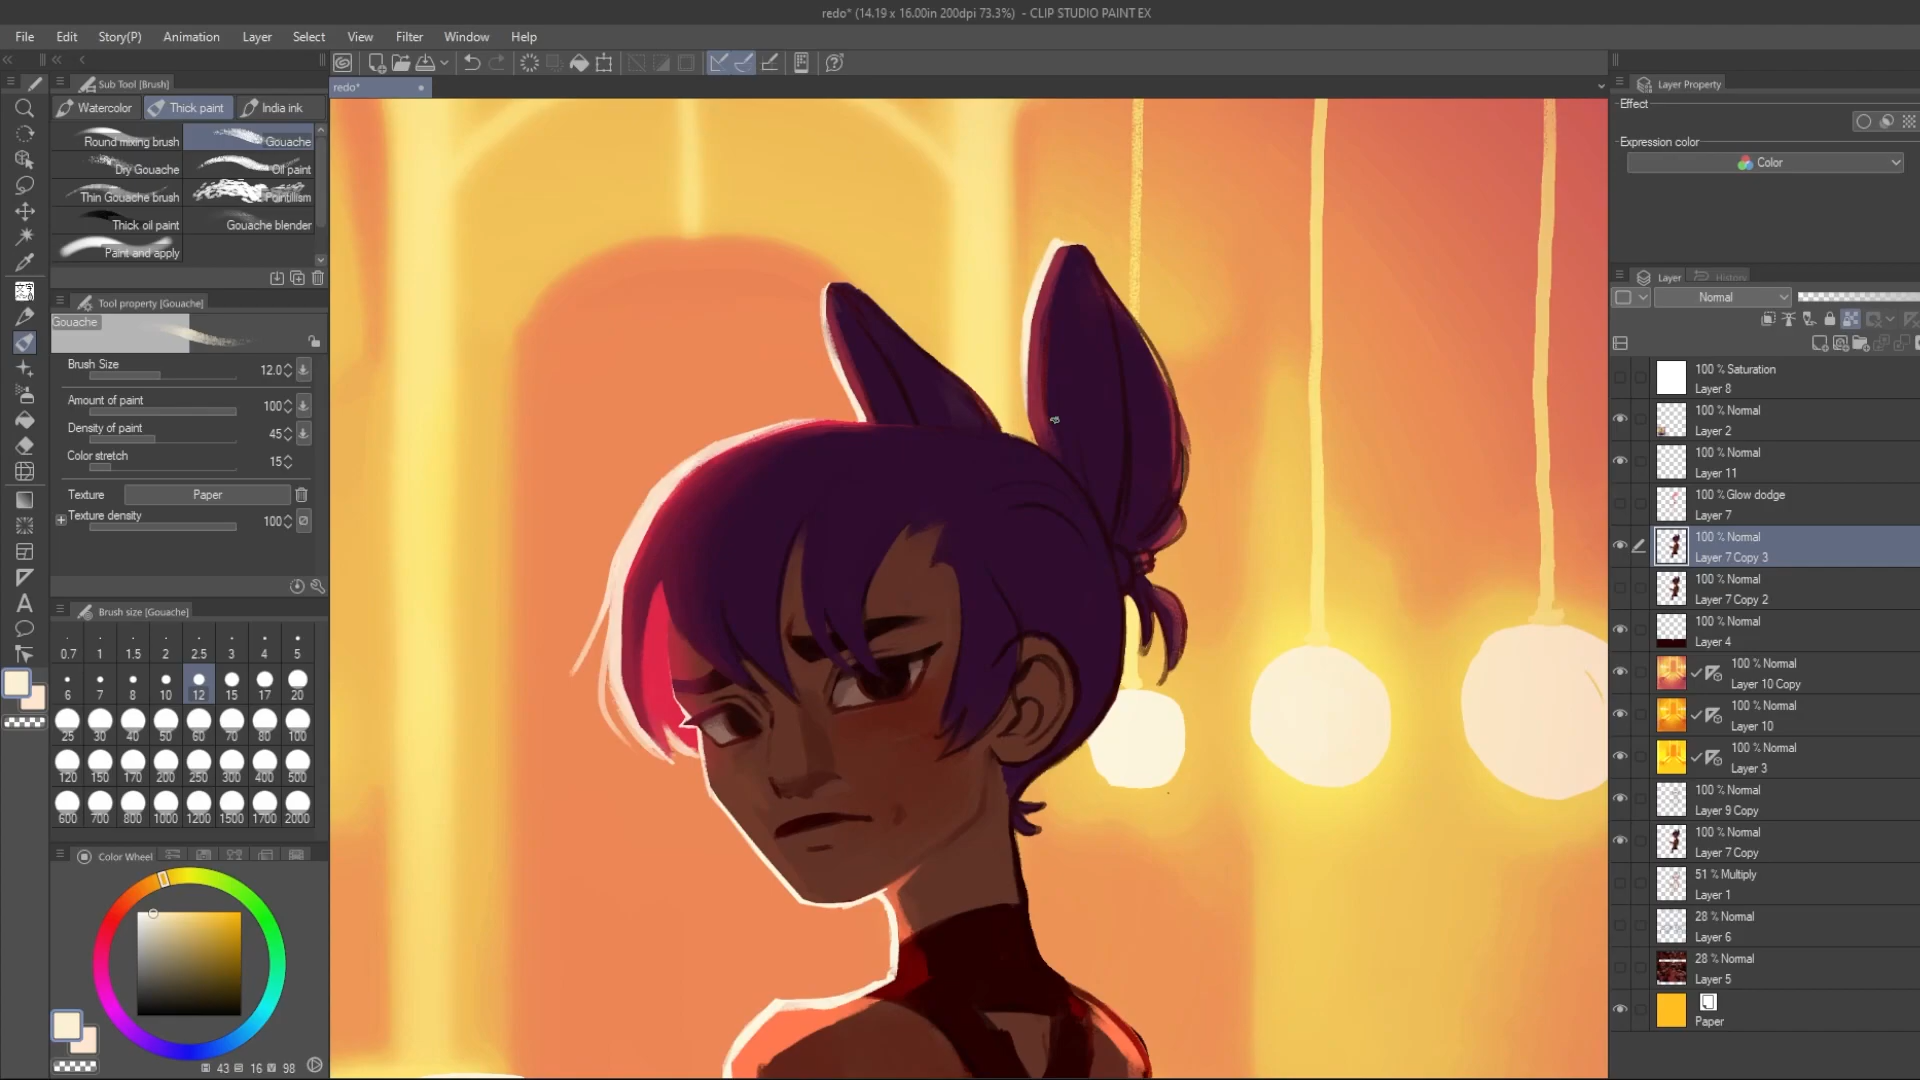 redo* (14.19 x 16.00in 200dpi 73.3%) - CLIP STUDIO PAINT EX
File Edit Story(P) Animation Layer Select View Filter Window Help
Sub Tool [Brush]
Watercolor Thick paint India ink
Round mixing brush Gouache
Dry Gouache Oil paint
Thin Gouache brush Pointillism
Thick oil paint Gouache blender
Paint and apply
Tool property [Gouache]
Gouache
Brush Size 12.0
Amount of paint 100
Density of paint 45
Color stretch 15
Texture Paper
Texture density 100
Brush size [Gouache]
0.7 1 1.5 2 2.5 3 4 5
6 7 8 10 12 15 17 20
25 30 40 50 60 70 80 100
120 150 170 200 250 300 400 500
600 700 800 1000 1200 1500 1700 2000
Color Wheel
43 16 98
redo*
Layer Property
Effect
Expression color
Color
Layer History
Normal
100 % Saturation
Layer 8
100 % Normal
Layer 2
100 % Normal
Layer 11
100 % Glow dodge
Layer 7
100 % Normal
Layer 7 Copy 3
100 % Normal
Layer 7 Copy 2
100 % Normal
Layer 4
100 % Normal
Layer 10 Copy
100 % Normal
Layer 10
100 % Normal
Layer 3
100 % Normal
Layer 9 Copy
100 % Normal
Layer 7 Copy
51 % Multiply
Layer 1
28 % Normal
Layer 6
28 % Normal
Layer 5
Paper